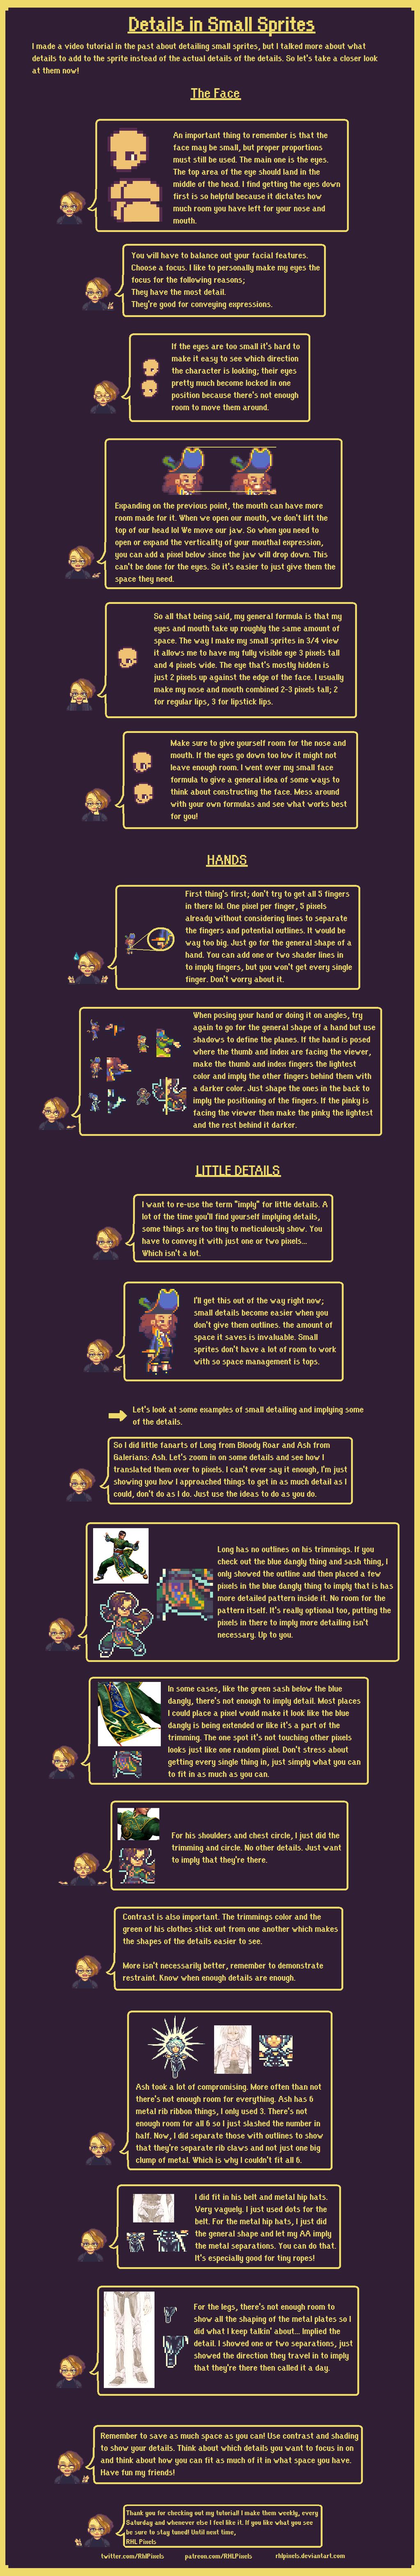 Details in Small Sprites
I made a video tutorial in the past about detailing small sprites, but I talked more about what
details to add to the sprite instead of the actual details of the details. So let's take a closer look
at them now!
The Face
An important thing to remember is that the
face may be small, but proper proportions
must still be used. The main one is the eyes.
The top area of the eye should land in the
middle of the head. I find getting the eyes down
first is so helpful because it dictates how
much room you have left for your nose and
mouth.
You will have to balance out your facial features.
Choose a focus. I like to personally make my eyes the
focus for the following reasons;
They have the most detail.
They're good for conveying expressions.
If the eyes are too small it's hard to
make it easy to see which direction
the character is looking; their eyes
pretty much become locked in one
position because there's not enough
room to move them around.
Expanding on the previous point, the mouth can have more
room made for it. When we open our mouth, we don't lift the
top of our head lol We move our jaw. So when you need to
open or expand the verticality of your mouthal expression,
you can add a pixel below since the jaw will drop down. This
can't be done for the eyes. So it's easier to just give them the
space they need.
So all that being said, my general formula is that my
eyes and mouth take up roughly the same amount of
space. The way I make my small sprites in 3/4 view
it allows me to have my fully visible eye 3 pixels tall
and 4 pixels wide. The eye that's mostly hidden is
just 2 pixels up against the edge of the face. I usually
make my nose and mouth combined 2-3 pixels tall; 2
for regular lips, 3 for lipstick lips.
Make sure to give yourself room for the nose and
mouth. If the eyes go down too low it might not
leave enough room. I went over my small face
formula to give a general idea of some ways to
think about constructing the face. Mess around
with your own formulas and see what works best
for you!
HANDS
First thing's first; don't try to get all 5 fingers
in there lol. One pixel per finger, 5 pixels
already without considering lines to separate
the fingers and potential outlines. It would be
way too big. Just go for the general shape of a
hand. You can add one or two shader lines in
to imply fingers, but you won't get every single
finger. Don't worry about it.
When posing your hand or doing it on angles, try
again to go for the general shape of a hand but use
shadows to define the planes. If the hand is posed
where the thumb and index are facing the viewer,
make the thumb and index fingers the lightest
color and imply the other fingers behind them with
a darker color. Just shape the ones in the back to
imply the positioning of the fingers. If the pinky is
facing the viewer then make the pinky the lightest
and the rest behind it darker.
LITTLE DETAILS
I want to re-use the term "imply" for little details. A
lot of the time you'll find yourself implying details,
some things are too tiny to meticulously show. You
have to convey it with just one or two pixels...
Which isn't a lot.
I'll get this out of the way right now;
small details become easier when you
don't give them outlines. the amount of
space it saves is invaluable. Small
sprites don't have a lot of room to work
with so space management is tops.
Let's look at some examples of small detailing and implying some
of the details.
So I did little fanarts of Long from Bloody Roar and Ash from
Galerians: Ash. Let's zoom in on some details and see how I
translated them over to pixels. I can't ever say it enough, I'm just
showing you how I approached things to get in as much detail as I
could, don't do as I do. Just use the ideas to do as you do.
Long has no outlines on his trimmings. If you
check out the blue dangly thing and sash thing, I
only showed the outline and then placed a few
pixels in the blue dangly thing to imply that is has
more detailed pattern inside it. No room for the
pattern itself. It's really optional too, putting the
pixels in there to imply more detailing isn't
necessary. Up to you.
In some cases, like the green sash below the blue
dangly, there's not enough to imply detail. Most places
I could place a pixel would make it look like the blue
dangly is being extended or like it's a part of the
trimming. The one spot it's not touching other pixels
looks just like one random pixel. Don't stress about
getting every single thing in, just simply what you can
to fit in as much as you can.
For his shoulders and chest circle, I just did the
trimming and circle. No other details. Just want
to imply that they're there.
Contrast is also important. The trimmings color and the
green of his clothes stick out from one another which makes
the shapes of the details easier to see.
More isn't necessarily better, remember to demonstrate
restraint. Know when enough details are enough.
Ash took a lot of compromising. More often than not
there's not enough room for everything. Ash has 6
metal rib ribbon things, I only used 3. There's not
enough room for all 6 so I just slashed the number in
half. Now, I did separate those with outlines to show
that they're separate rib claws and not just one big
clump of metal. Which is why I couldn't fit all 6.
I did fit in his belt and metal hip hats.
Very vaguely. I just used dots for the
belt. For the metal hip hats, I just did
the general shape and let my AA imply
the metal separations. You can do that.
It's especially good for tiny ropes!
For the legs, there's not enough room to
show all the shaping of the metal plates so I
did what I keep talkin' about... Implied the
detail. I showed one or two separations, just
showed the direction they travel in to imply
that they're there then called it a day.
Remember to save as much space as you can! Use contrast and shading
to show your details. Think about which details you want to focus in on
and think about how you can fit as much of it in what space you have.
Have fun my friends!
Thank you for checking out my tutorial! I make them weekly, every
Saturday and whenever else I feel like it. If you like what you see
be sure to stay tuned! Until next time,
RHL Pixels
twitter.com/RhlPixels patreon.com/RHLPixels rhlpixels.deviantart.com